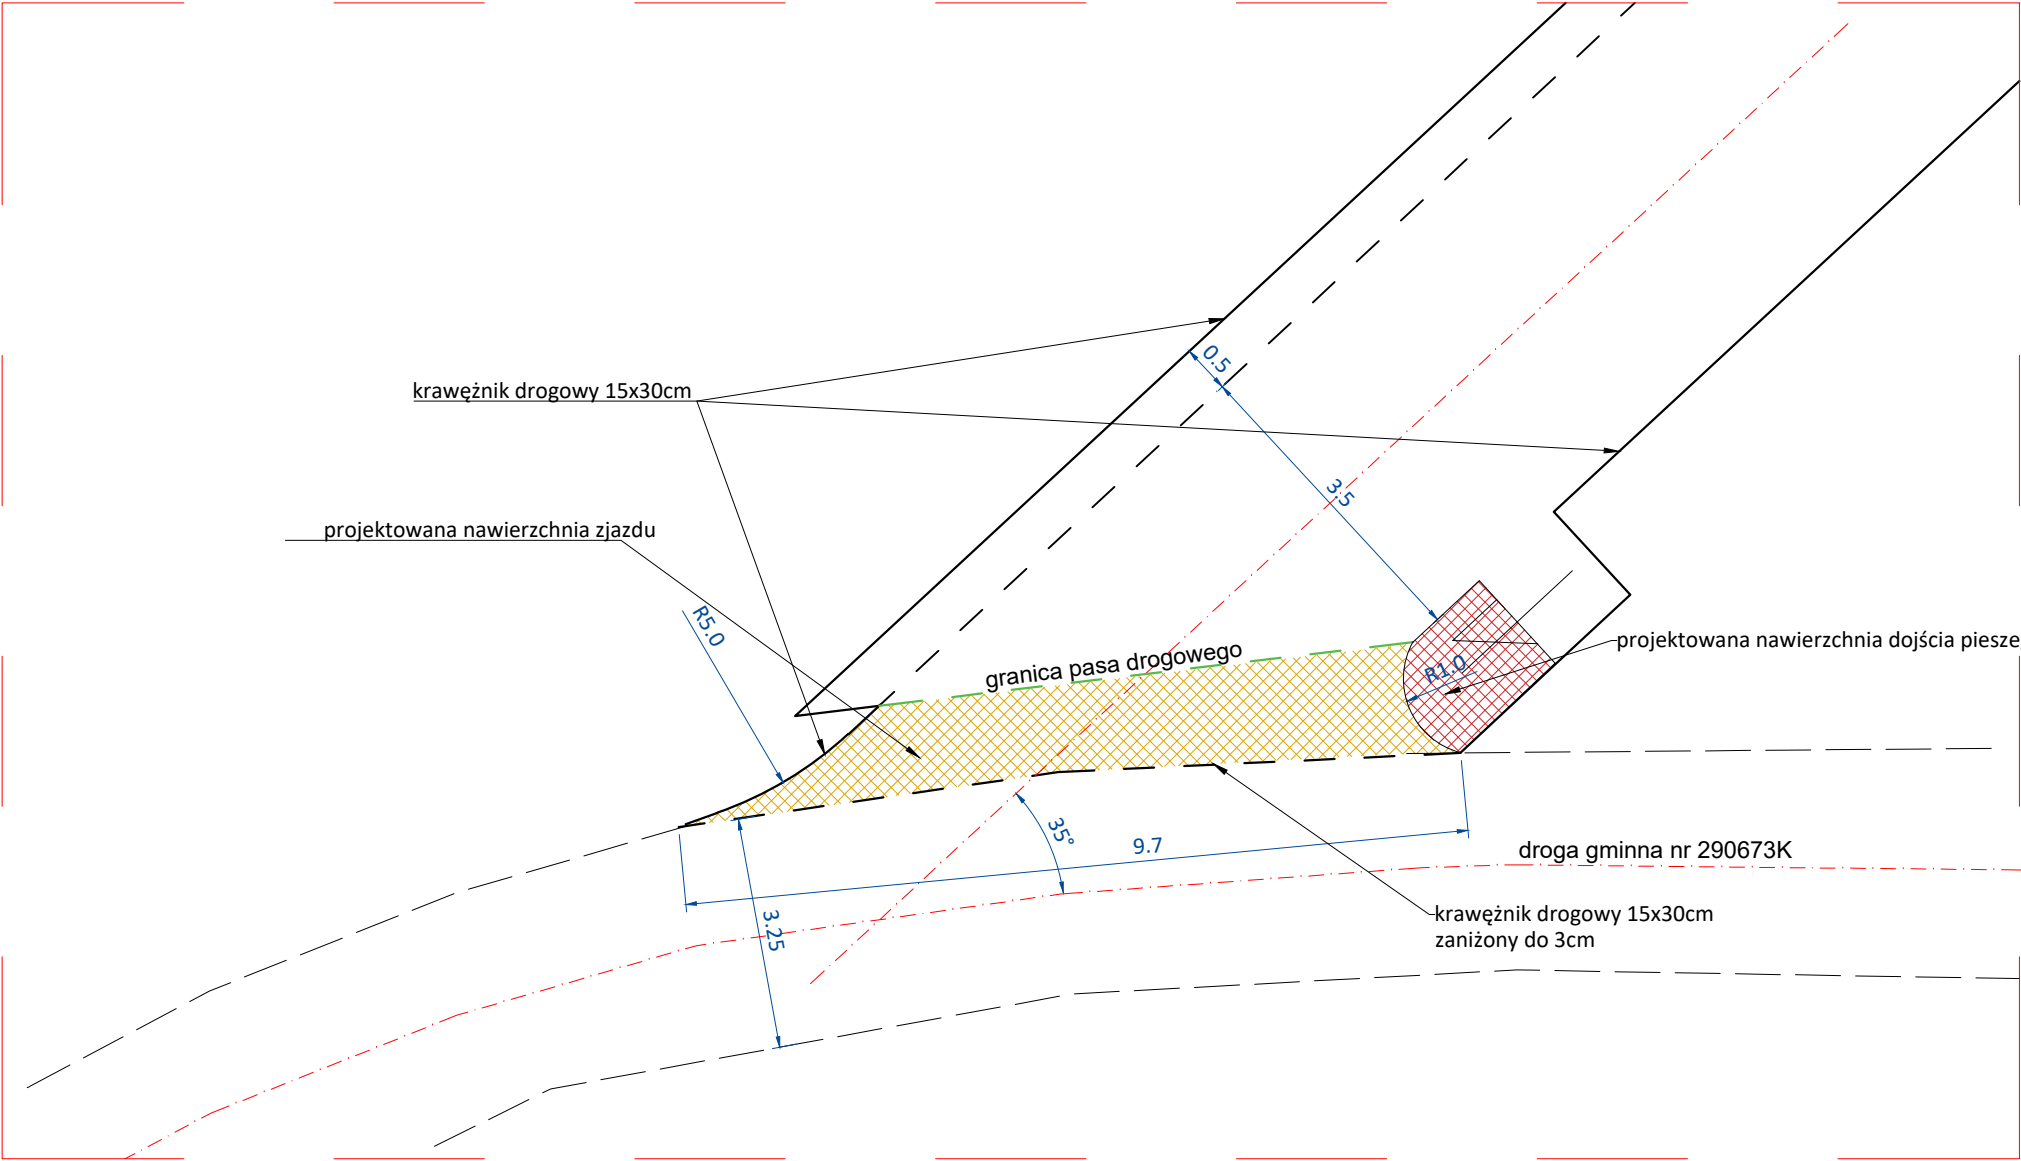 0.5
krawężnik drogowy 15x30cm
3.5
projektowana nawierzchnia zjazdu
R5.0
granica pasa drogowego
projektowana nawierzchnia dojścia piesze
R1.0
35°
9.7
droga gminna nr 290673K
3.25
krawężnik drogowy 15x30cm
zaniżony do 3cm